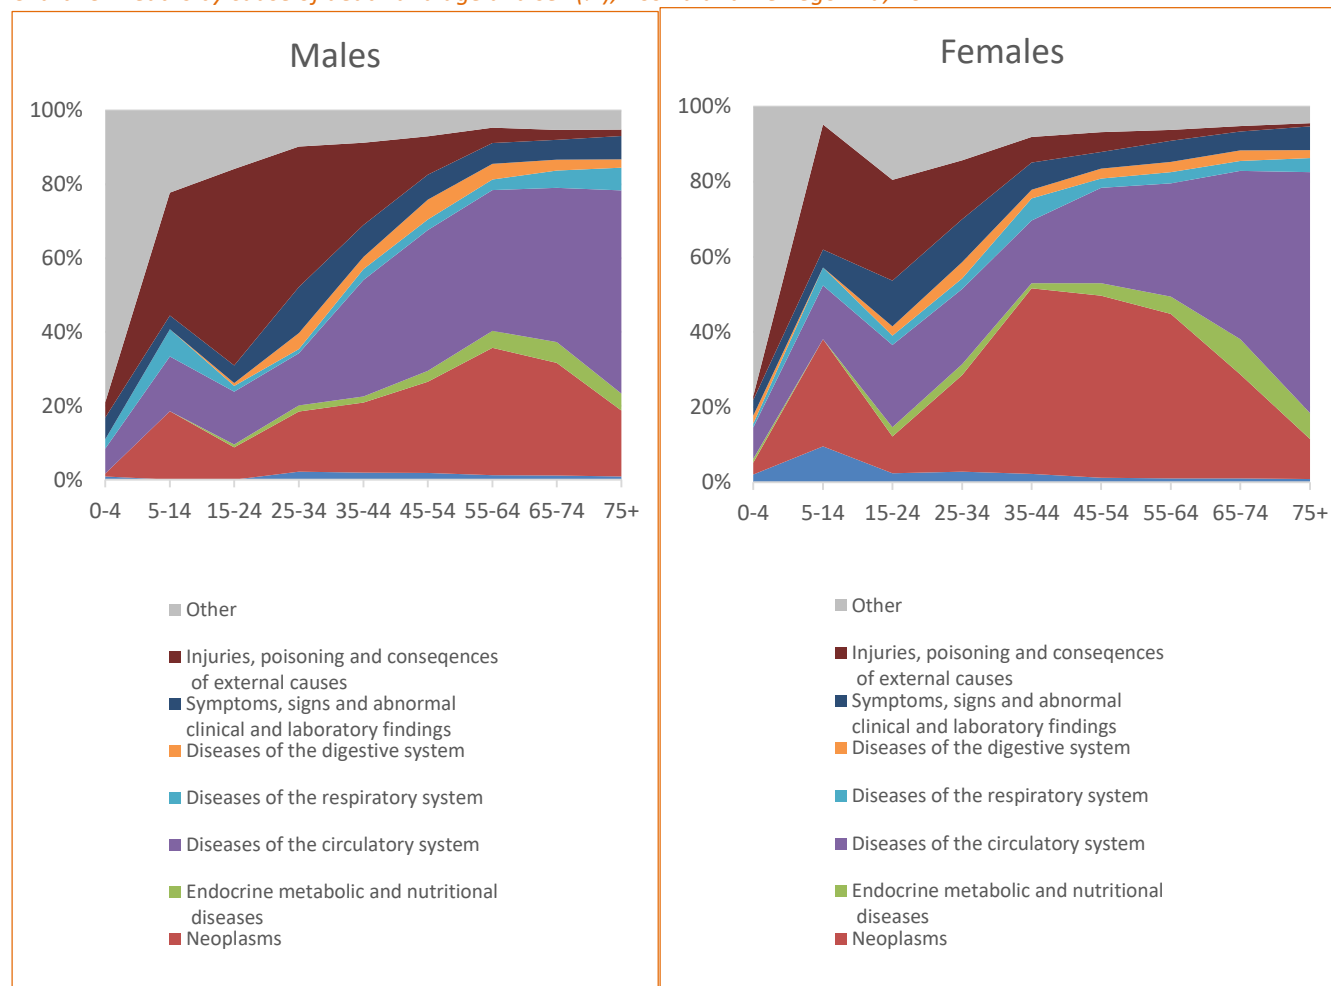 Males
100%
80%
60%
40%
20%
0%
0-4 5-14 15-24 25-34 35-44 45-54 55-64 65-74 75+
Other
Injuries, poisoning and conseqences
of external causes
Symptoms, signs and abnormal
clinical and laboratory findings
Diseases of the digestive system
Diseases of the respiratory system
Diseases of the circulatory system
Endocrine metabolic and nutritional
diseases
Neoplasms
Females
100%
80%
60%
40%
20%
0%
0-4 5-14 15-24 25-34 35-44 45-54 55-64 65-74 75+
Other
Injuries, poisoning and conseqences
of external causes
Symptoms, signs and abnormal
clinical and laboratory findings
Diseases of the digestive system
Diseases of the respiratory system
Diseases of the circulatory system
Endocrine metabolic and nutritional
diseases
Neoplasms